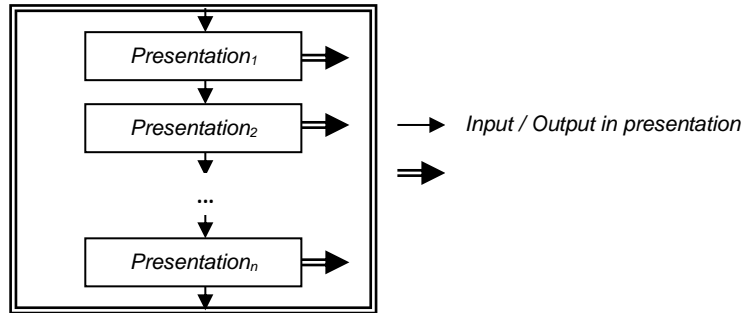 Presentation₁
Presentation₂
Input / Output in presentation
...
Presentationₙ